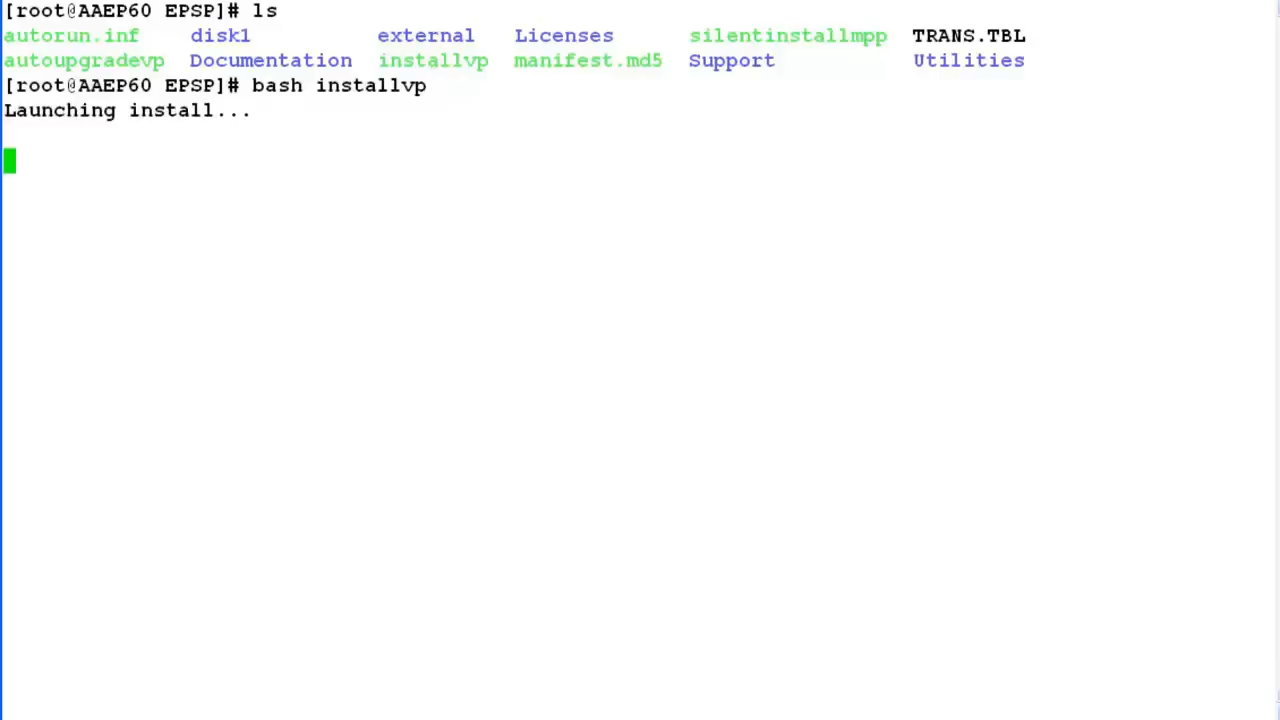 [root@AAEP60 EPSP]# ls
autorun.inf disk1 external Licenses silentinstallmpp TRANS.TBL
autoupgradevp Documentation installvp manifest.md5 Support Utilities
[root@AAEP60 EPSP]# bash installvp
Launching install...